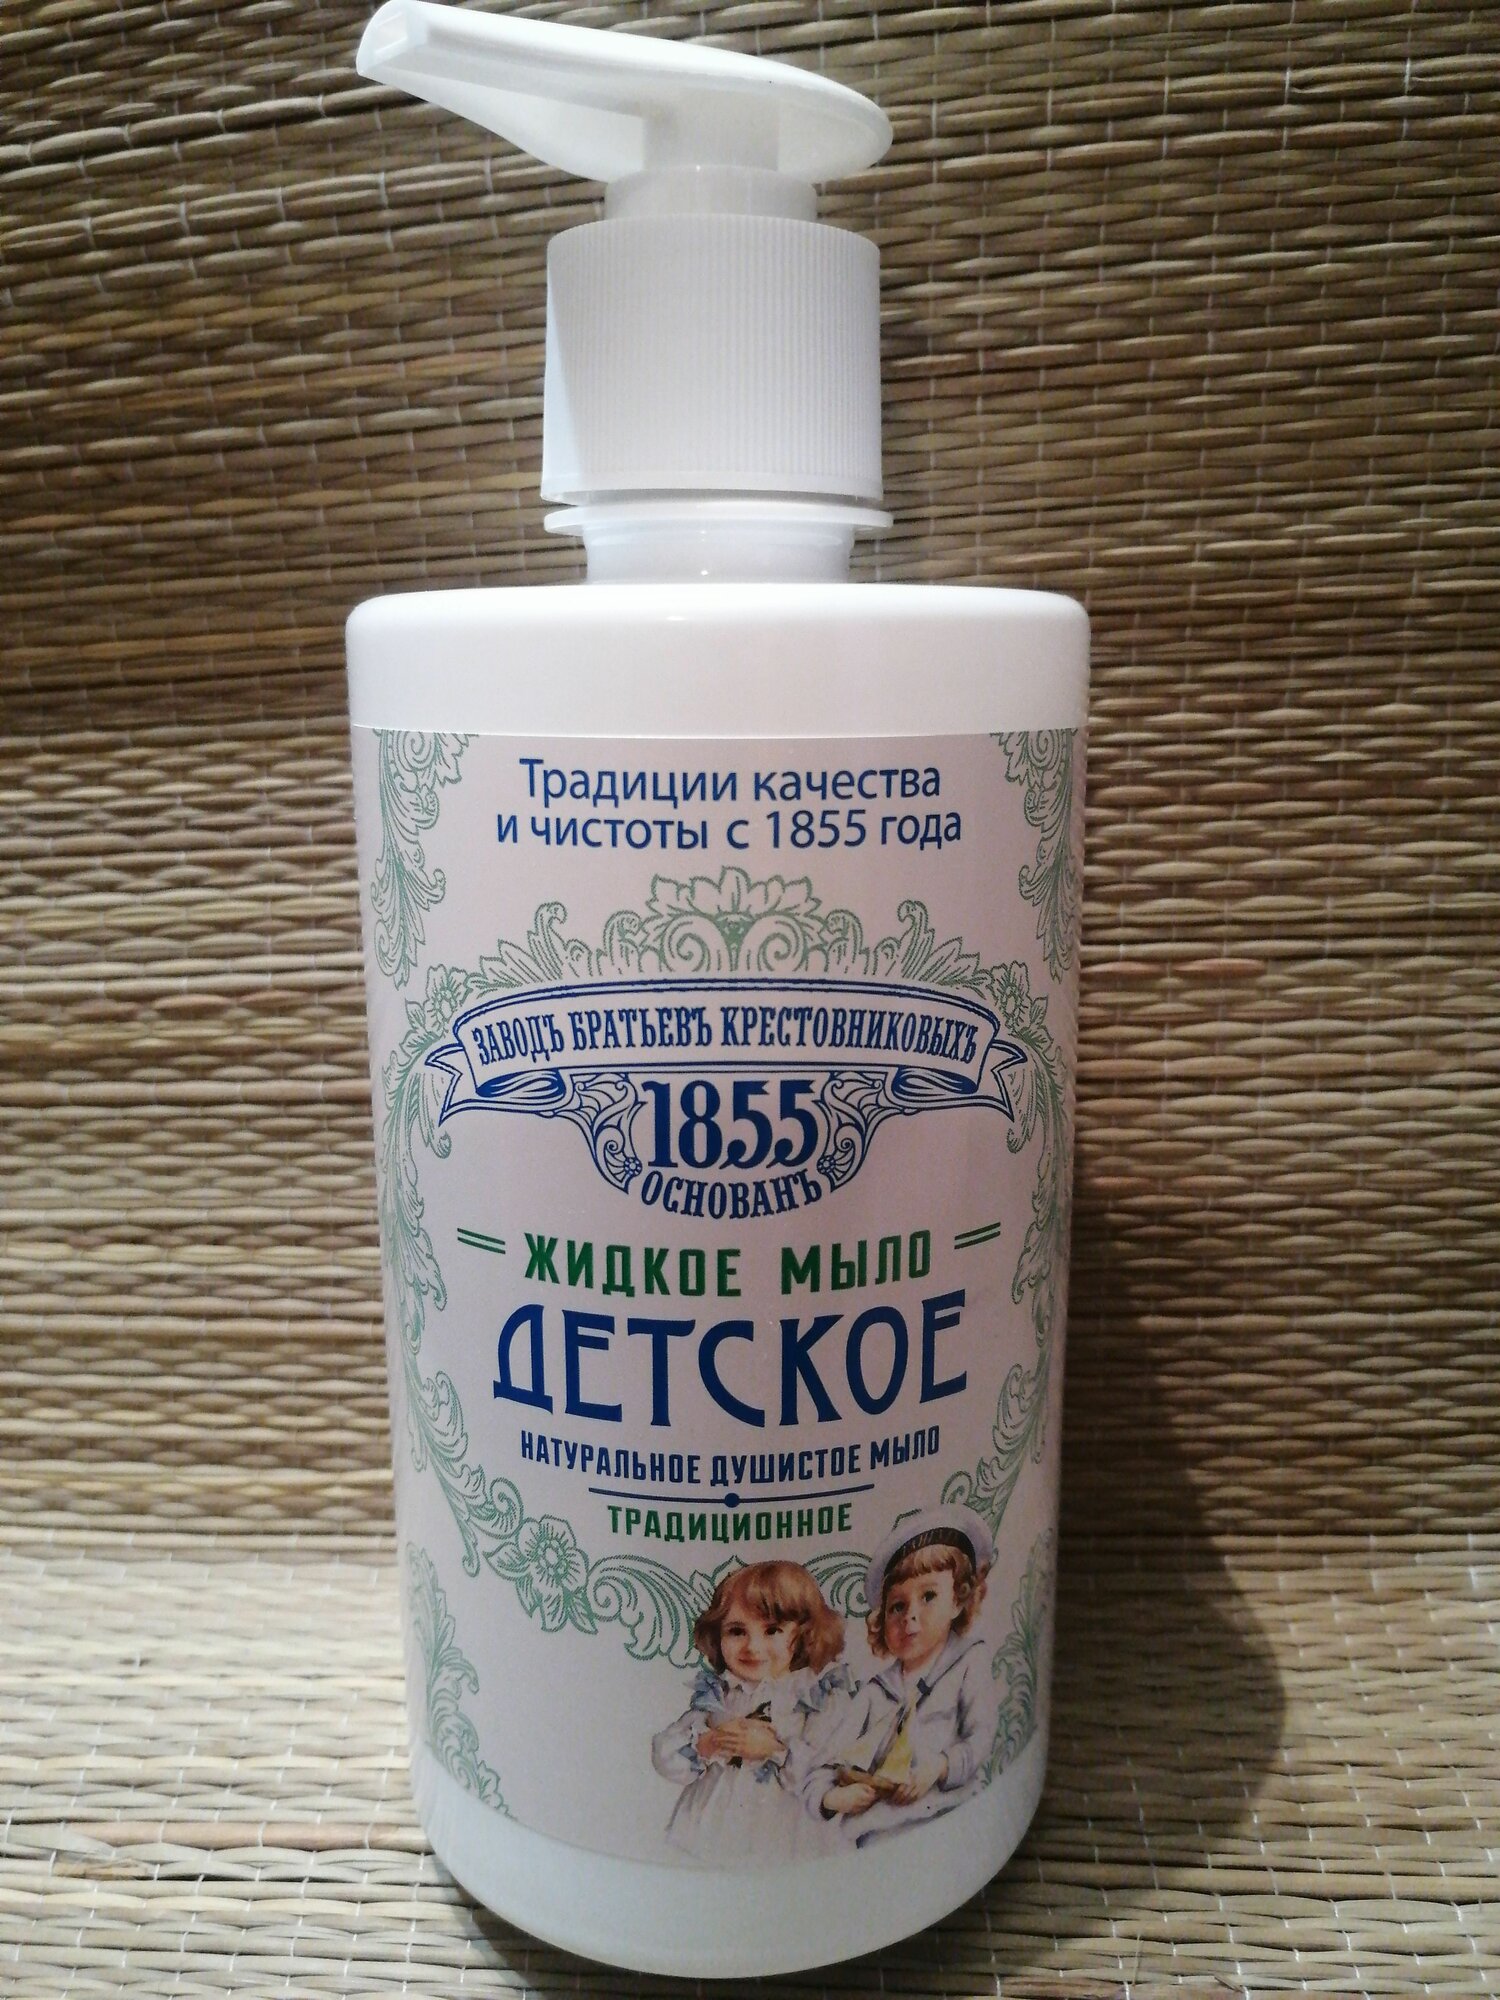 Традиции качества
и чистоты с 1855 года
ЗАВОДЪ БРАТЬЕВЪ КРЕСТОВНИКОВЫХЪ
1855
ОСНОВАНЪ
ЖИДКОЕ МЫЛО
ДЕТСКОЕ
НАТУРАЛЬНОЕ ДУШИСТОЕ МЫЛО
ТРАДИЦИОННОЕ